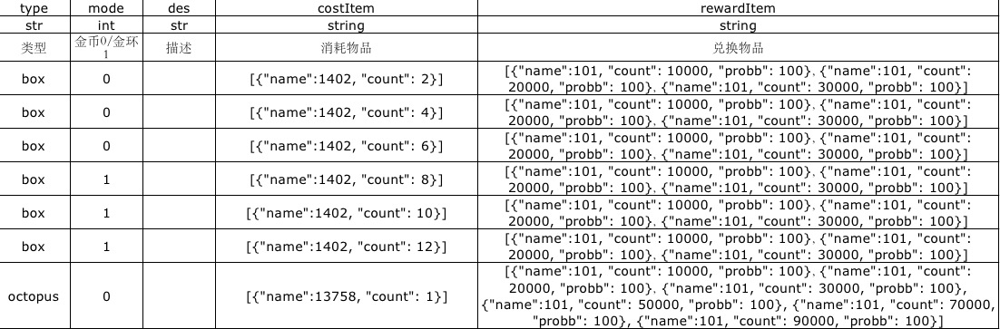 type mode des costItem rewardItem
str int str string string
类型 金币0/金环1 描述 消耗物品 兑换物品
box 0 [{"name":1402, "count": 2}] [{"name":101, "count": 10000, "probb": 100}, {"name":101, "count":
20000, "probb": 100}, {"name":101, "count": 30000, "probb": 100}]
box 0 [{"name":1402, "count": 4}] [{"name":101, "count": 10000, "probb": 100}, {"name":101, "count":
20000, "probb": 100}, {"name":101, "count": 30000, "probb": 100}]
box 0 [{"name":1402, "count": 6}] [{"name":101, "count": 10000, "probb": 100}, {"name":101, "count":
20000, "probb": 100}, {"name":101, "count": 30000, "probb": 100}]
box 1 [{"name":1402, "count": 8}] [{"name":101, "count": 10000, "probb": 100}, {"name":101, "count":
20000, "probb": 100}, {"name":101, "count": 30000, "probb": 100}]
box 1 [{"name":1402, "count": 10}] [{"name":101, "count": 10000, "probb": 100}, {"name":101, "count":
20000, "probb": 100}, {"name":101, "count": 30000, "probb": 100}]
box 1 [{"name":1402, "count": 12}] [{"name":101, "count": 10000, "probb": 100}, {"name":101, "count":
20000, "probb": 100}, {"name":101, "count": 30000, "probb": 100}]
octopus 0 [{"name":13758, "count": 1}] [{"name":101, "count": 10000, "probb": 100}, {"name":101, "count":
20000, "probb": 100}, {"name":101, "count": 30000, "probb": 100},
{"name":101, "count": 50000, "probb": 100}, {"name":101, "count": 70000,
"probb": 100}, {"name":101, "count": 90000, "probb": 100}]